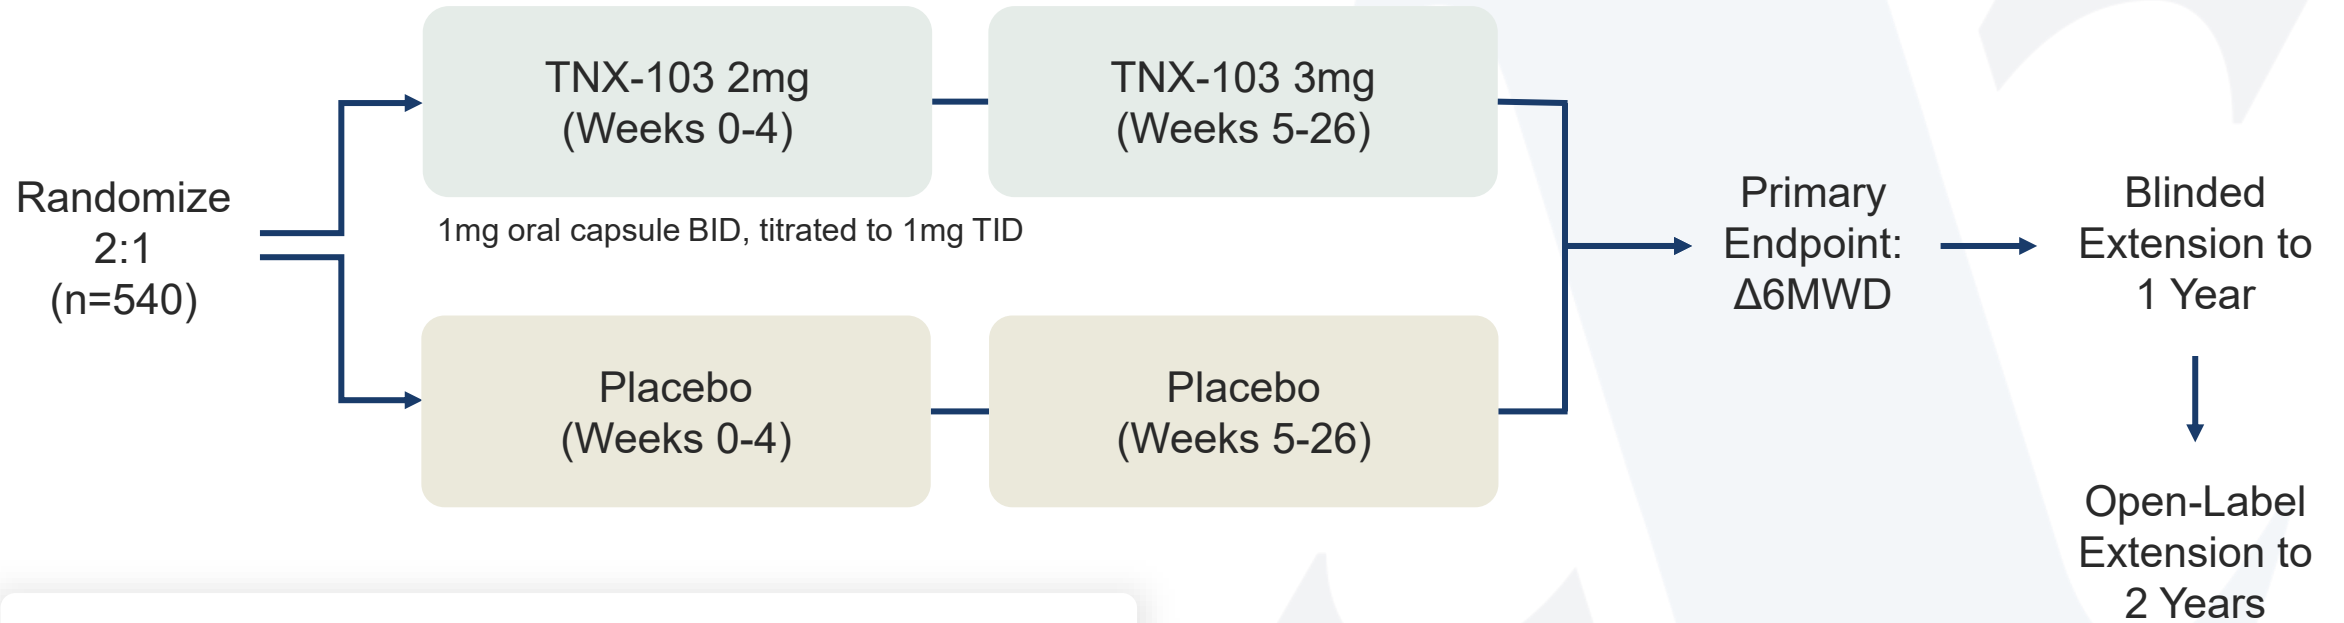 Randomize
2:1
(n=540)
TNX-103 2mg
(Weeks 0-4)
TNX-103 3mg
(Weeks 5-26)
1mg oral capsule BID, titrated to 1mg TID
Placebo
(Weeks 0-4)
Placebo
(Weeks 5-26)
Primary
Endpoint:
Δ6MWD
Blinded
Extension to
1 Year
Open-Label
Extension to
2 Years